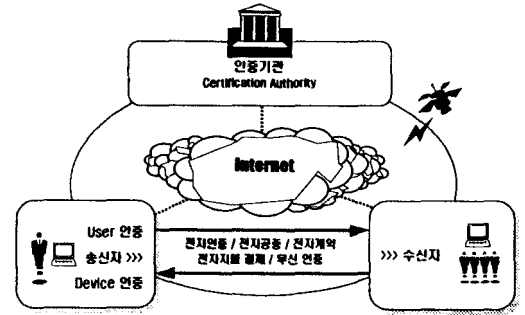 인증기관
Certification Authority
Internet
User 인증
송신자 >>>
Device 인증
전자인증 / 전자공증 / 전자계약
전자지불 결제 / 무선 인증
>>> 수신자